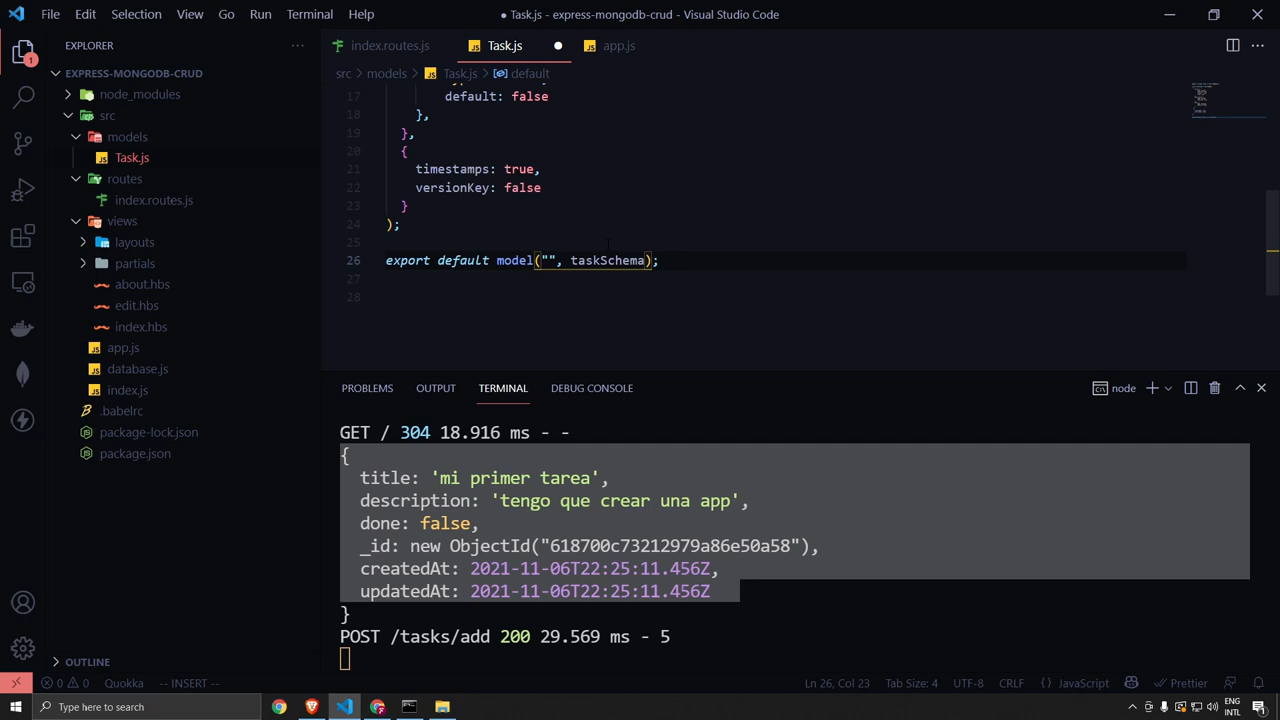 File Edit Selection View Go Run Terminal Help
● Task.js - express-mongodb-crud - Visual Studio Code
EXPLORER
index.routes.js
Task.js
app.js
EXPRESS-MONGODB-CRUD
src > models > Task.js > default
node_modules
src
models
Task.js
routes
index.routes.js
views
layouts
partials
about.hbs
edit.hbs
index.hbs
app.js
database.js
index.js
.babelrc
package-lock.json
package.json
OUTLINE
1
17 default: false
18 },
19 },
20 {
21 timestamps: true,
22 versionKey: false
23 }
24 );
25
26 export default model("", taskSchema);
27
28
PROBLEMS OUTPUT TERMINAL DEBUG CONSOLE
node
GET / 304 18.916 ms - -
{
title: 'mi primer tarea',
description: 'tengo que crear una app',
done: false,
_id: new ObjectId("618700c73212979a86e50a58"),
createdAt: 2021-11-06T22:25:11.456Z,
updatedAt: 2021-11-06T22:25:11.456Z
}
POST /tasks/add 200 29.569 ms - 5
0 0 Quokka -- INSERT --
Ln 26, Col 23 Tab Size: 4 UTF-8 CRLF {} JavaScript Prettier
Type here to search
ENG
INTL